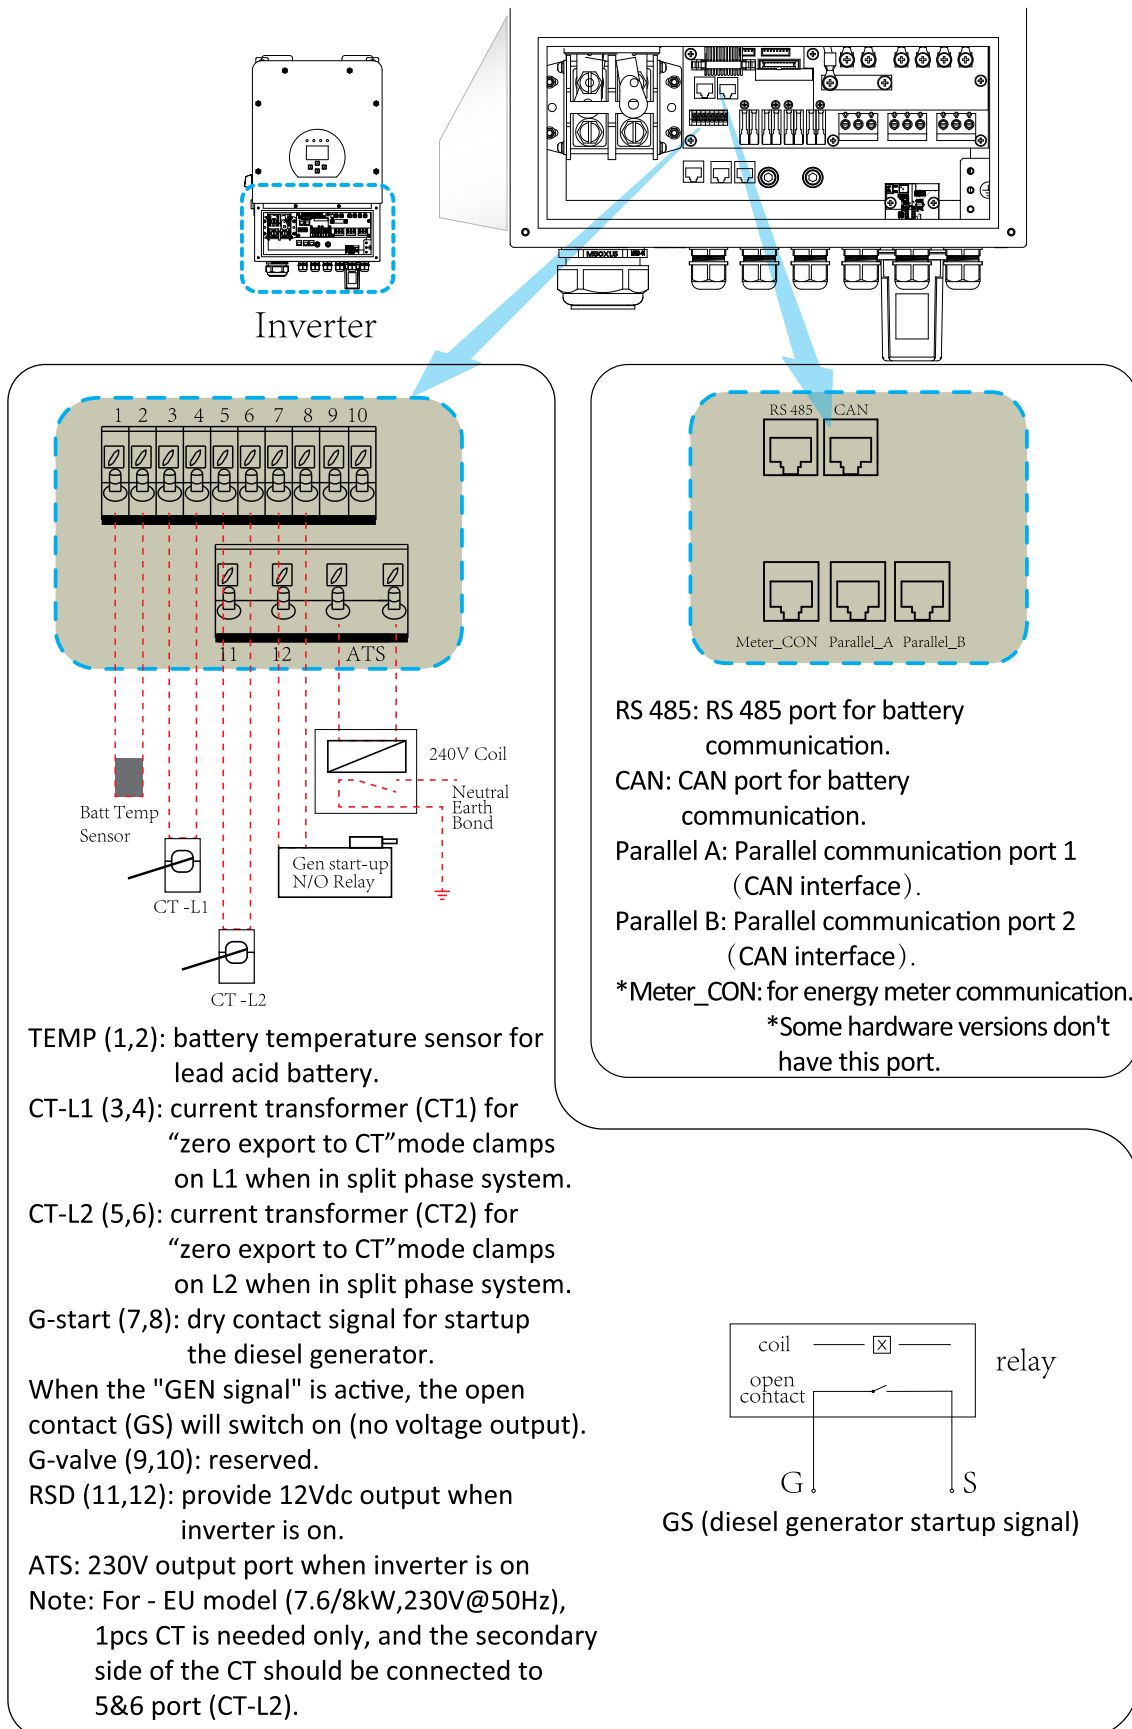 M50X1.5
Inverter
1 2 3 4 5 6 7 8 9 10
11 12 ATS
240V Coil
Neutral
Earth
Bond
Batt Temp
Sensor
Gen start-up
N/O Relay
CT -L1
CT -L2
RS 485 CAN
Meter_CON Parallel_A Parallel_B
RS 485: RS 485 port for battery
communication.
CAN: CAN port for battery
communication.
Parallel A: Parallel communication port 1
（CAN interface）.
Parallel B: Parallel communication port 2
（CAN interface）.
*Meter_CON: for energy meter communication.
*Some hardware versions don't
have this port.
TEMP (1,2): battery temperature sensor for
lead acid battery.
CT-L1 (3,4): current transformer (CT1) for
“zero export to CT”mode clamps
on L1 when in split phase system.
CT-L2 (5,6): current transformer (CT2) for
“zero export to CT”mode clamps
on L2 when in split phase system.
G-start (7,8): dry contact signal for startup
the diesel generator.
When the "GEN signal" is active, the open
contact (GS) will switch on (no voltage output).
G-valve (9,10): reserved.
RSD (11,12): provide 12Vdc output when
inverter is on.
ATS: 230V output port when inverter is on
Note: For - EU model (7.6/8kW,230V@50Hz),
1pcs CT is needed only, and the secondary
side of the CT should be connected to
5&6 port (CT-L2).
coil
open
contact
relay
G S
GS (diesel generator startup signal)